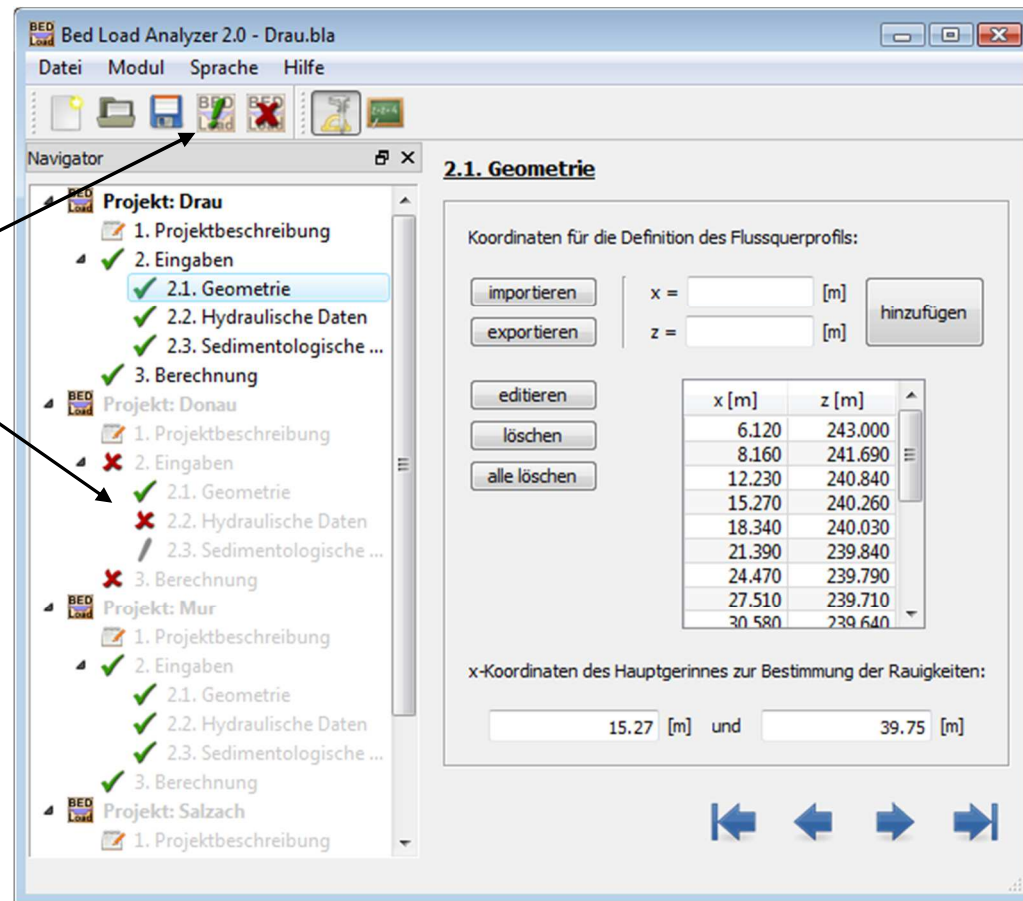 Bed Load Analyzer 2.0 - Drau.bla
Datei Modul Sprache Hilfe
Navigator
Projekt: Drau
1. Projektbeschreibung
2. Eingaben
2.1. Geometrie
2.2. Hydraulische Daten
2.3. Sedimentologische ...
3. Berechnung
Projekt: Donau
1. Projektbeschreibung
2. Eingaben
2.1. Geometrie
2.2. Hydraulische Daten
2.3. Sedimentologische ...
3. Berechnung
Projekt: Mur
1. Projektbeschreibung
2. Eingaben
2.1. Geometrie
2.2. Hydraulische Daten
2.3. Sedimentologische ...
3. Berechnung
Projekt: Salzach
1. Projektbeschreibung
2.1. Geometrie
Koordinaten für die Definition des Flussquerprofils:
importieren x = [m]
hinzufügen
exportieren z = [m]
editieren
löschen
alle löschen
x [m] z [m]
6.120 243.000
8.160 241.690
12.230 240.840
15.270 240.260
18.340 240.030
21.390 239.840
24.470 239.790
27.510 239.710
30.580 239.640
x-Koordinaten des Hauptgerinnes zur Bestimmung der Rauigkeiten:
15.27 [m] und 39.75 [m]